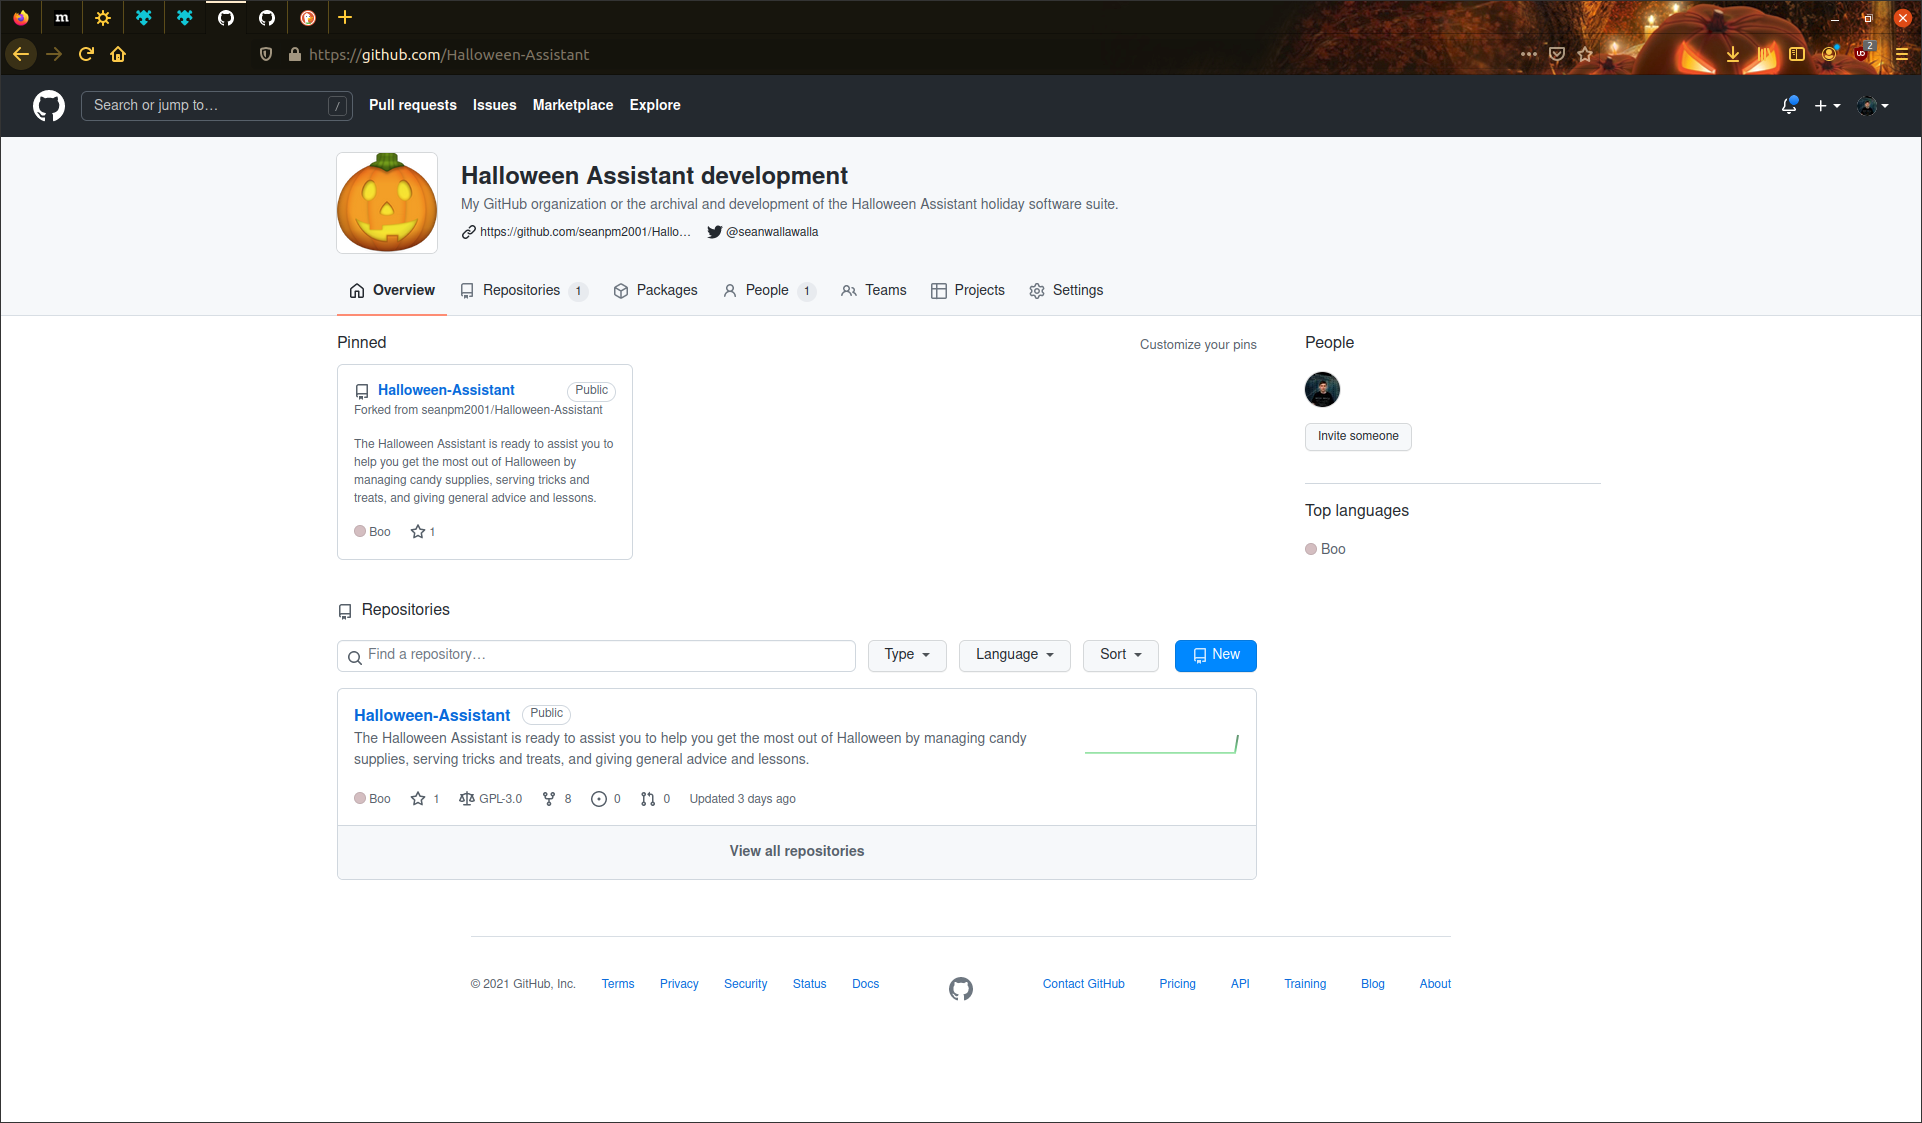 m
https://github.com/Halloween-Assistant
2
Search or jump to…
/
Pull requests
Issues
Marketplace
Explore
Halloween Assistant development
My GitHub organization or the archival and development of the Halloween Assistant holiday software suite.
https://github.com/seanpm2001/Hallo…
@seanwallawalla
Overview
Repositories 1
Packages
People 1
Teams
Projects
Settings
Pinned
Customize your pins
Halloween-Assistant
Public
Forked from seanpm2001/Halloween-Assistant
The Halloween Assistant is ready to assist you to
help you get the most out of Halloween by
managing candy supplies, serving tricks and
treats, and giving general advice and lessons.
Boo
1
People
Invite someone
Top languages
Boo
Repositories
Find a repository…
Type
Language
Sort
New
Halloween-Assistant
Public
The Halloween Assistant is ready to assist you to help you get the most out of Halloween by managing candy
supplies, serving tricks and treats, and giving general advice and lessons.
Boo
1
GPL-3.0
8
0
0
Updated 3 days ago
View all repositories
© 2021 GitHub, Inc.
Terms
Privacy
Security
Status
Docs
Contact GitHub
Pricing
API
Training
Blog
About